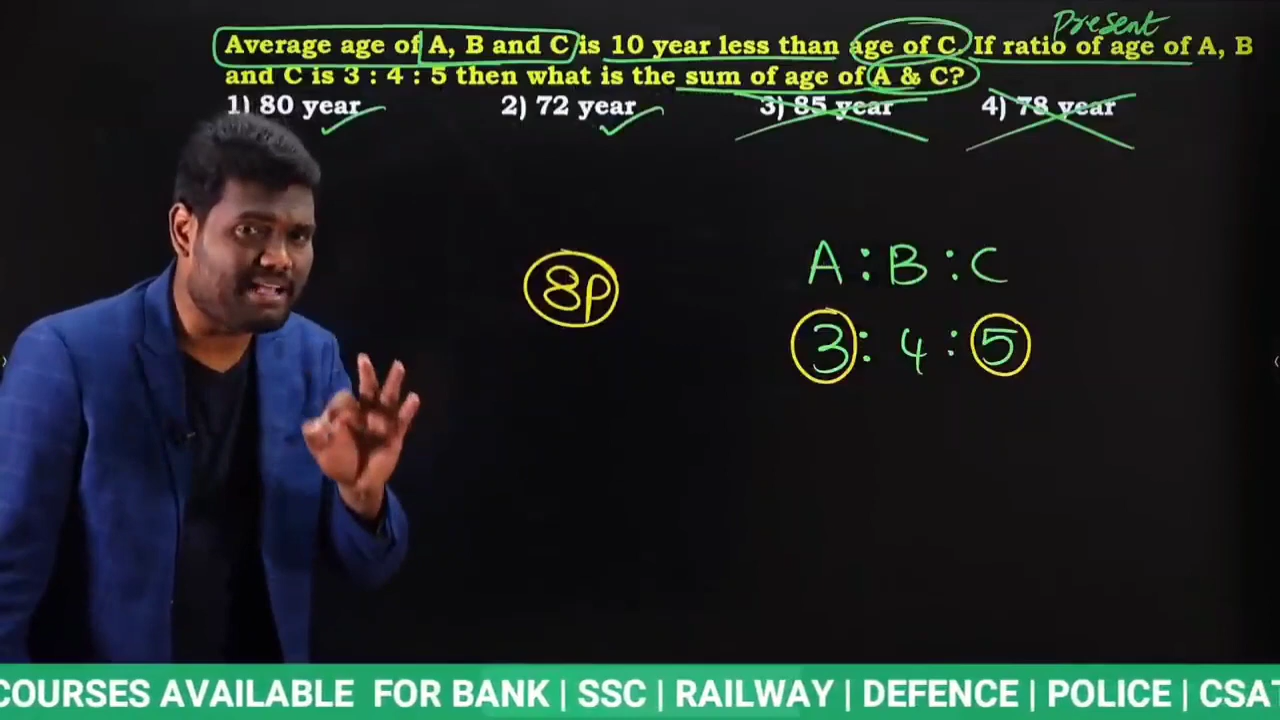 Present
Average age of A, B and C is 10 year less than age of C. If ratio of age of A, B
and C is 3 : 4 : 5 then what is the sum of age of A & C?
1) 80 year 2) 72 year 3) 85 year 4) 78 year
A : B : C
8p
3 : 4 : 5
COURSES AVAILABLE FOR BANK | SSC | RAILWAY | DEFENCE | POLICE | CSAT